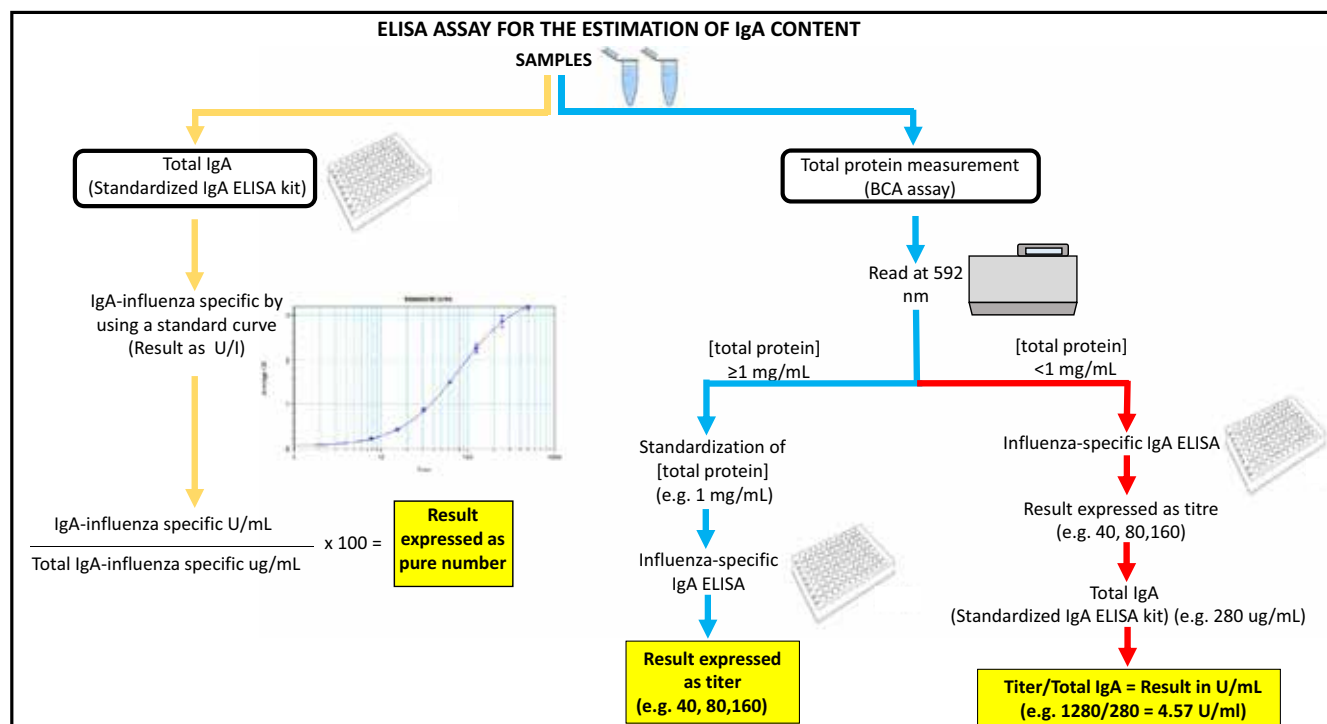 ELISA ASSAY FOR THE ESTIMATION OF IgA CONTENT
SAMPLES
Total IgA
(Standardized IgA ELISA kit)
IgA-influenza specific by
using a standard curve
(Result as U/I)
IgA-influenza specific U/mL
Total IgA-influenza specific ug/mL
x 100 =
Result
expressed as
pure number
Total protein measurement
(BCA assay)
Read at 592
nm
[total protein]
≥1 mg/mL
[total protein]
<1 mg/mL
Standardization of
[total protein]
(e.g. 1 mg/mL)
Influenza-specific
IgA ELISA
Result expressed
as titer
(e.g. 40, 80,160)
Influenza-specific IgA ELISA
Result expressed as titre
(e.g. 40, 80,160)
Total IgA
(Standardized IgA ELISA kit) (e.g. 280 ug/mL)
Titer/Total IgA = Result in U/mL
(e.g. 1280/280 = 4.57 U/ml)